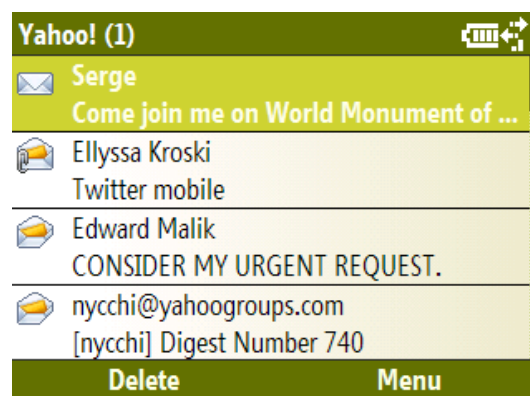 Yahoo! (1)
Serge
Come join me on World Monument of ...
Ellyssa Kroski
Twitter mobile
Edward Malik
CONSIDER MY URGENT REQUEST.
nycchi@yahoogroups.com
[nycchi] Digest Number 740
Delete Menu